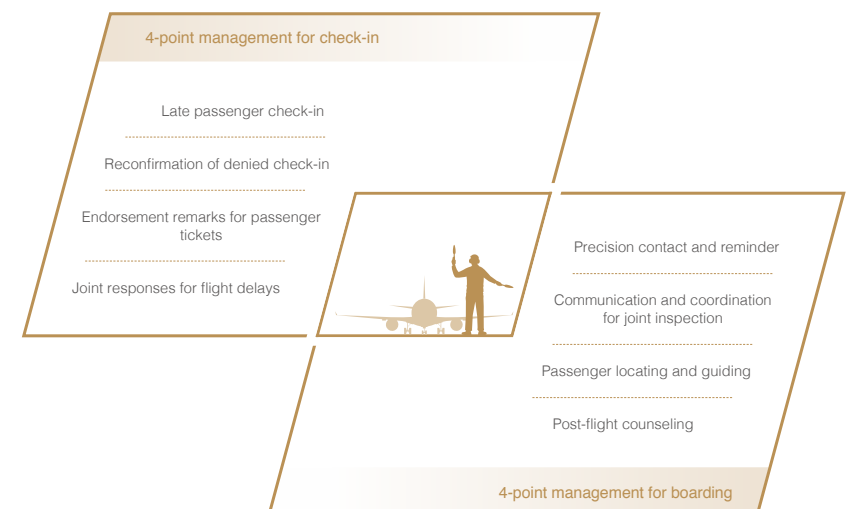 4-point management for check-in
Late passenger check-in
Reconfirmation of denied check-in
Endorsement remarks for passenger
tickets
Joint responses for flight delays
Precision contact and reminder
Communication and coordination
for joint inspection
Passenger locating and guiding
Post-flight counseling
4-point management for boarding